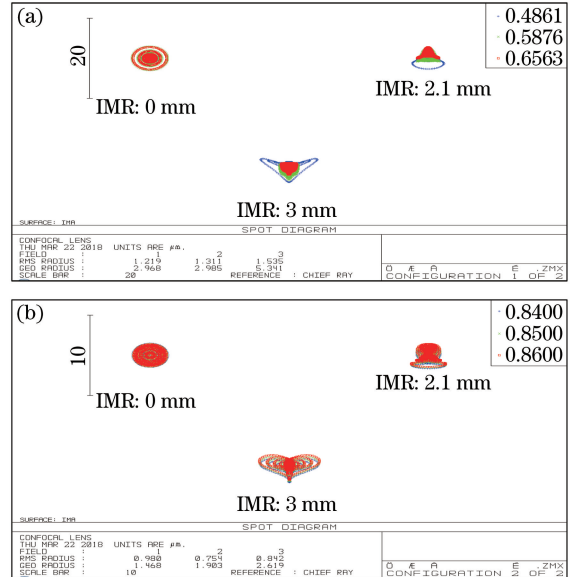 (a)
0.4861
0.5876
0.6563
20
IMR: 0 mm
IMR: 2.1 mm
IMR: 3 mm
SURFACE: IMA
SPOT DIAGRAM
CONFOCAL LENS
THU MAR 22 2018 UNITS ARE µm.
FIELD : 1 2 3
RMS RADIUS : 1.219 1.311 1.535
GEO RADIUS : 2.968 2.985 5.341
SCALE BAR : 20 REFERENCE : CHIEF RAY
.ZMX
CONFIGURATION 1 OF 2
(b)
0.8400
0.8500
0.8600
10
IMR: 0 mm
IMR: 2.1 mm
IMR: 3 mm
SURFACE: IMA
SPOT DIAGRAM
CONFOCAL LENS
THU MAR 22 2018 UNITS ARE µm.
FIELD : 1 2 3
RMS RADIUS : 0.980 0.754 0.842
GEO RADIUS : 1.468 1.903 2.619
SCALE BAR : 10 REFERENCE : CHIEF RAY
.ZMX
CONFIGURATION 2 OF 2